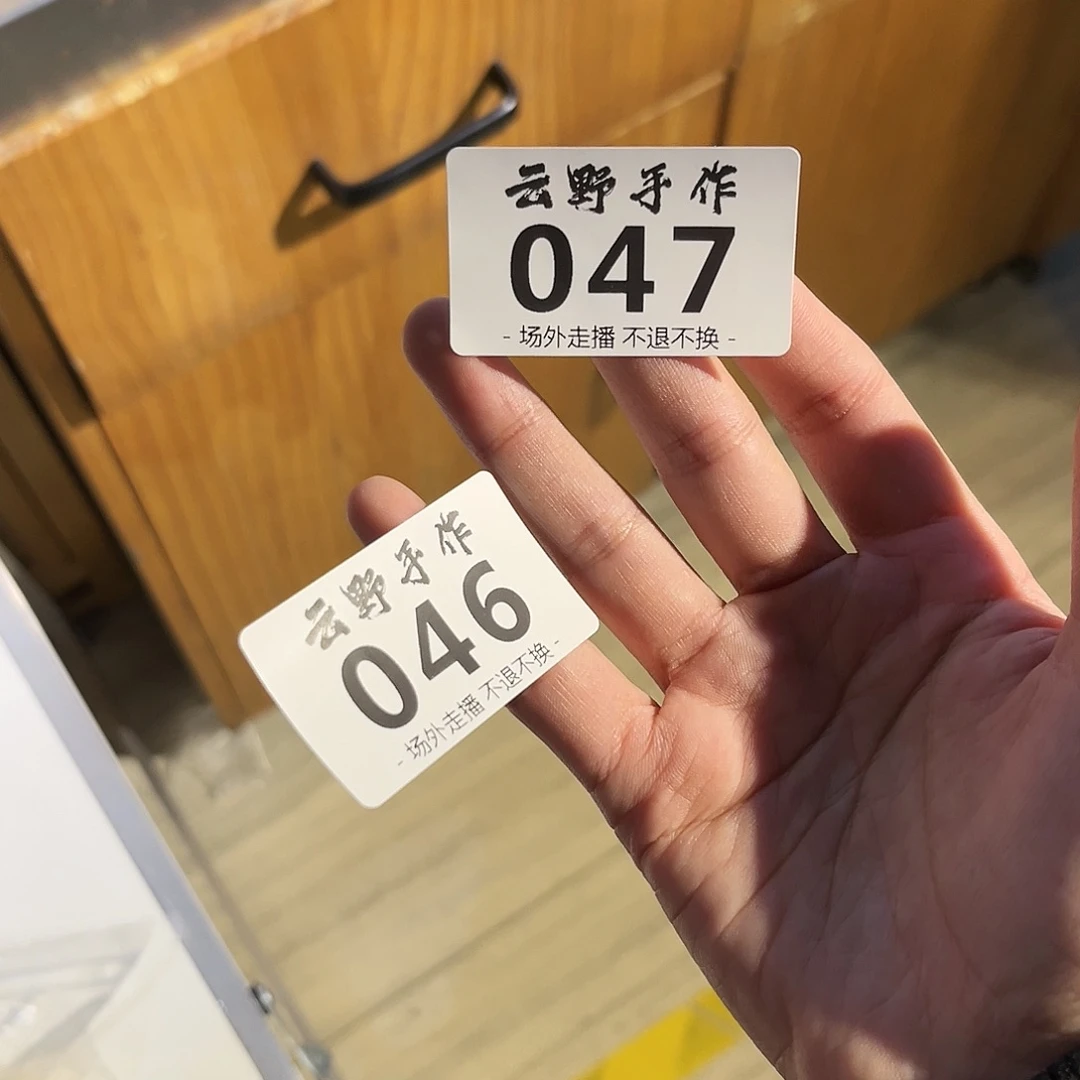 云野手作
047
- 场外走播 不退不换 -
云野手作
046
- 场外走播 不退不换 -